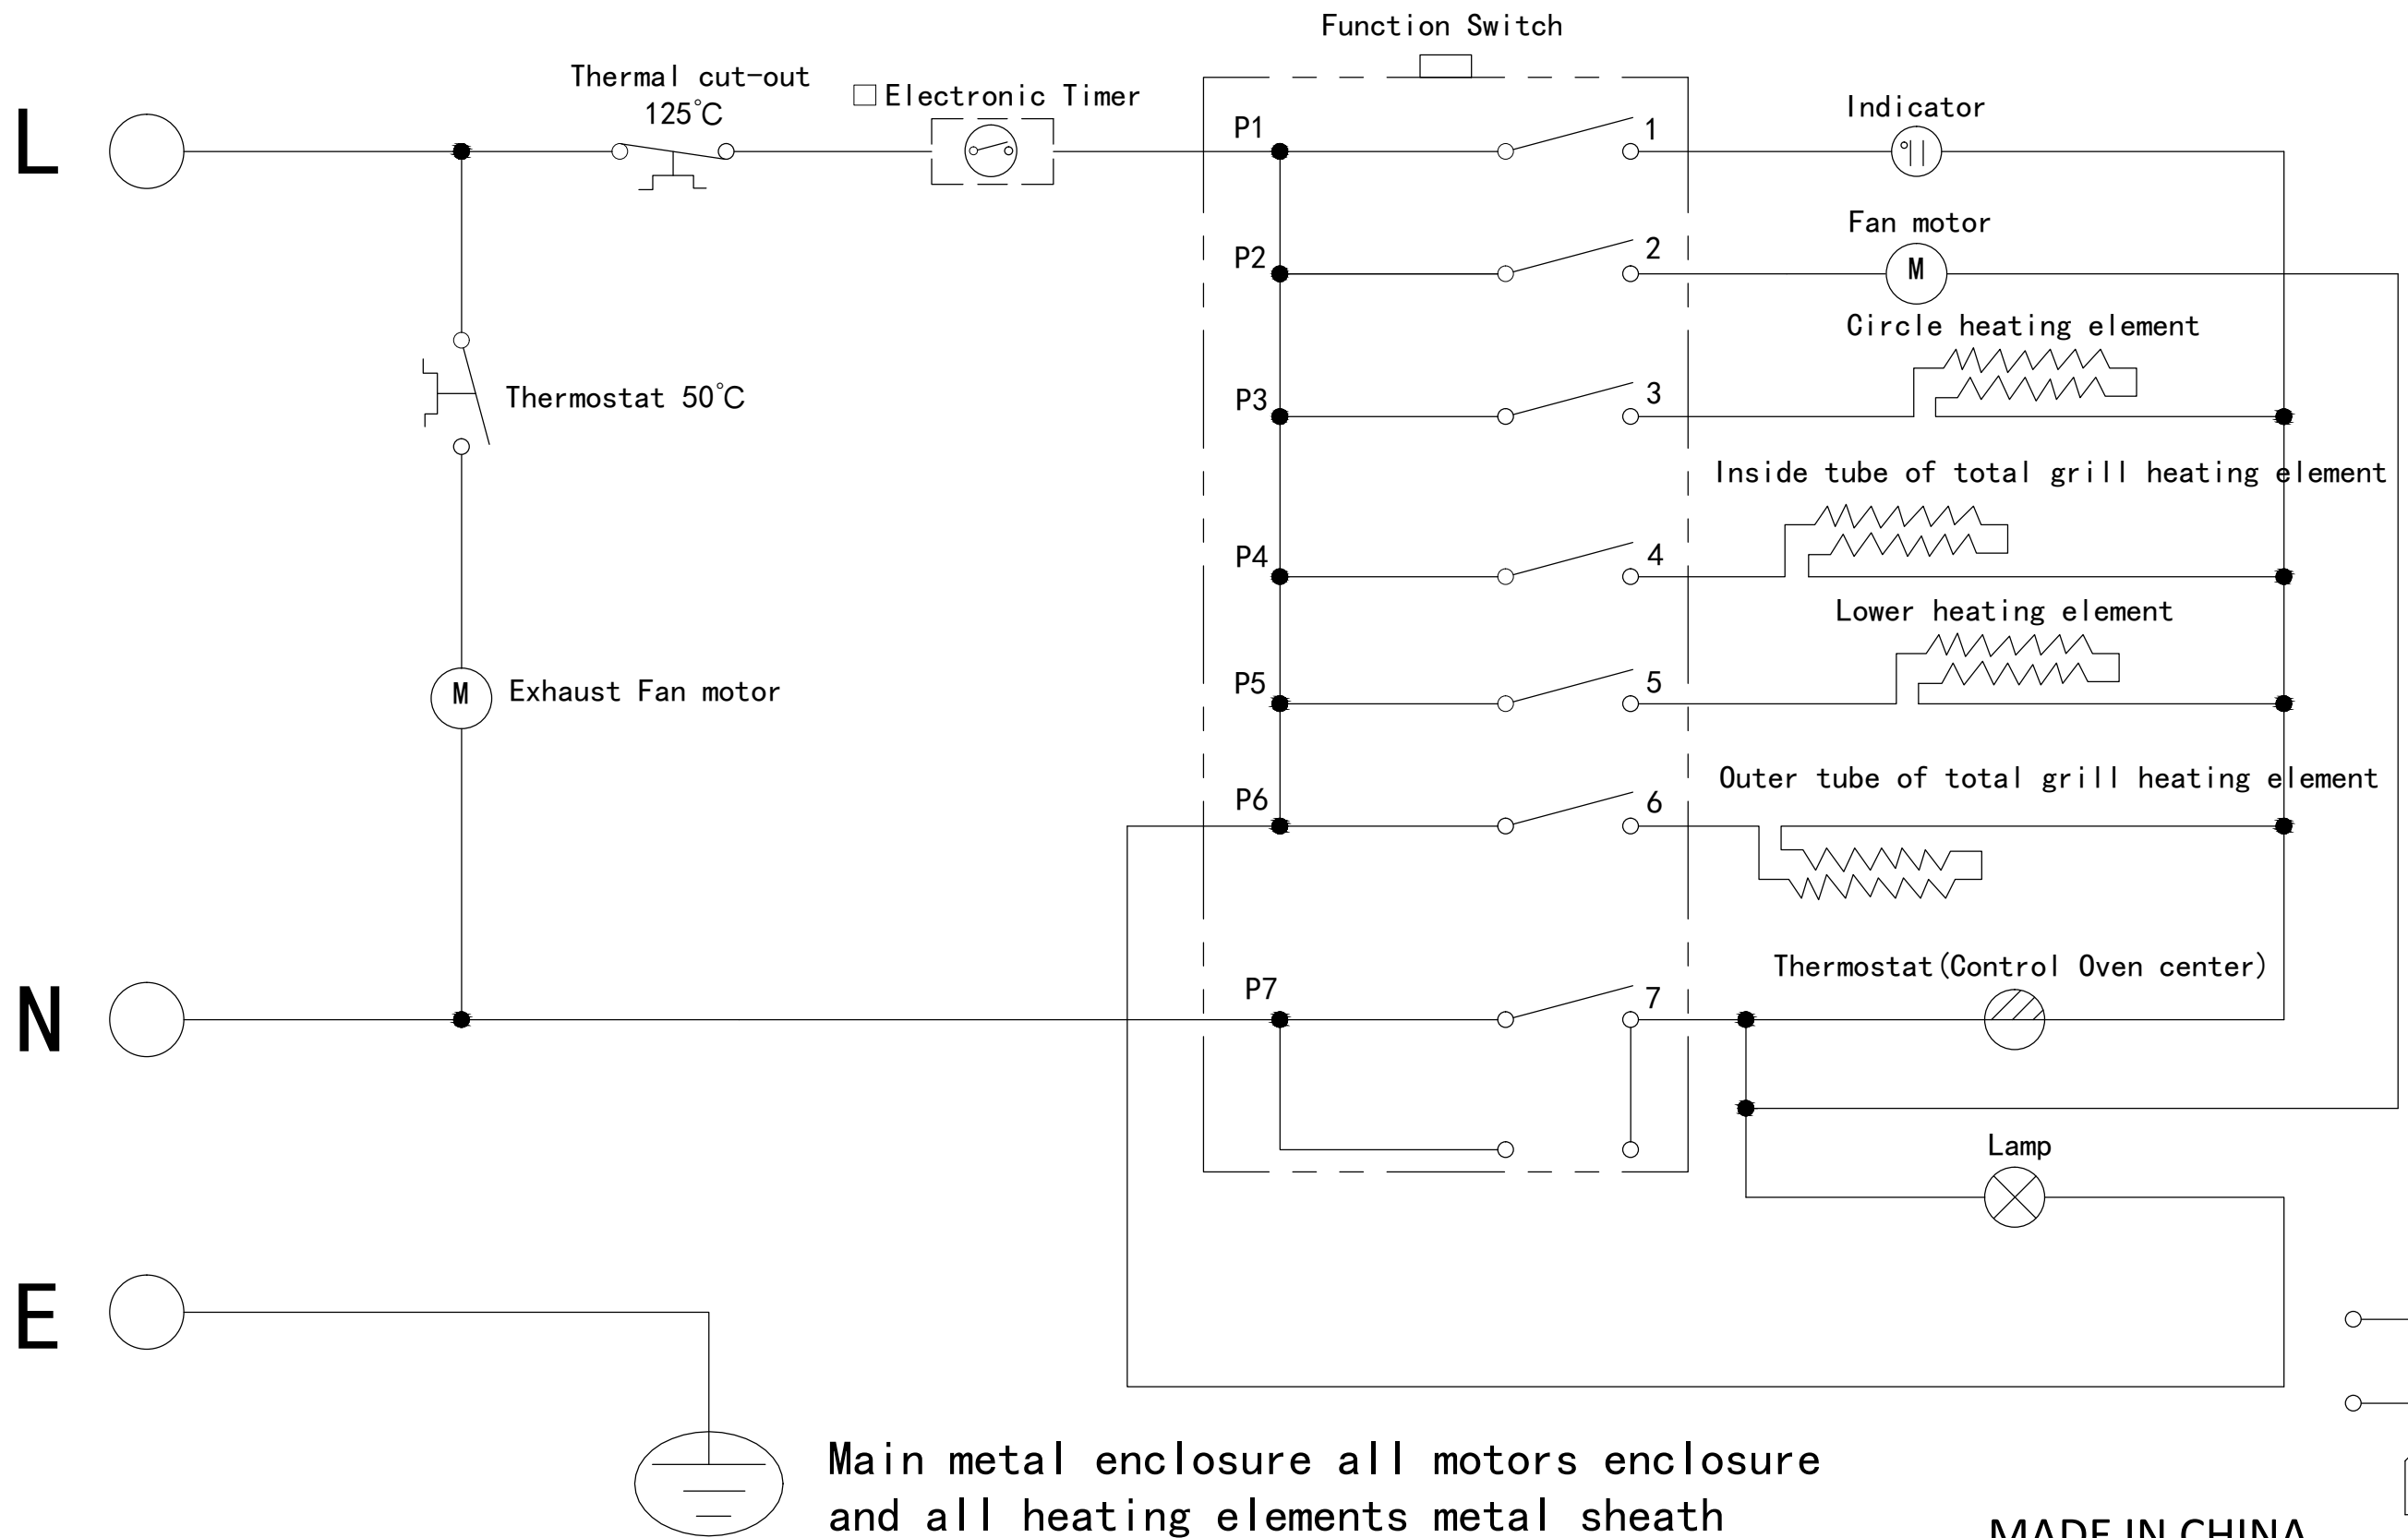 Function Switch
Thermal cut-out
125℃
□ Electronic Timer
L
P1
1
Indicator
P2
2
Fan motor
M
Circle heating element
Thermostat 50℃
P3
3
Inside tube of total grill heating element
P4
4
Lower heating element
M
Exhaust Fan motor
P5
5
Outer tube of total grill heating element
P6
6
Thermostat(Control Oven center)
N
P7
7
Lamp
E
Main metal enclosure all motors enclosure
and all heating elements metal sheath
MADE IN CHINA